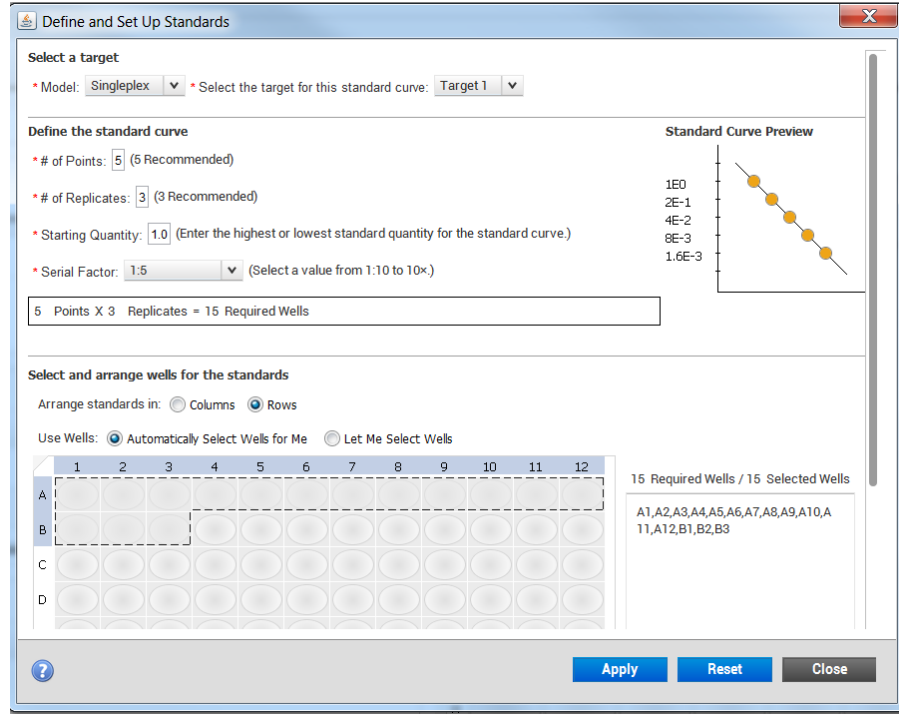 Define and Set Up Standards
X
Select a target
* Model: Singleplex * Select the target for this standard curve: Target 1
Define the standard curve
Standard Curve Preview
* # of Points: 5 (5 Recommended)
* # of Replicates: 3 (3 Recommended)
* Starting Quantity: 1.0 (Enter the highest or lowest standard quantity for the standard curve.)
* Serial Factor: 1:5 (Select a value from 1:10 to 10×.)
1E0
2E-1
4E-2
8E-3
1.6E-3
5 Points X 3 Replicates = 15 Required Wells
Select and arrange wells for the standards
Arrange standards in: Columns Rows
Use Wells: Automatically Select Wells for Me Let Me Select Wells
1 2 3 4 5 6 7 8 9 10 11 12
A
B
C
D
15 Required Wells / 15 Selected Wells
A1,A2,A3,A4,A5,A6,A7,A8,A9,A10,A
11,A12,B1,B2,B3
?
Apply Reset Close